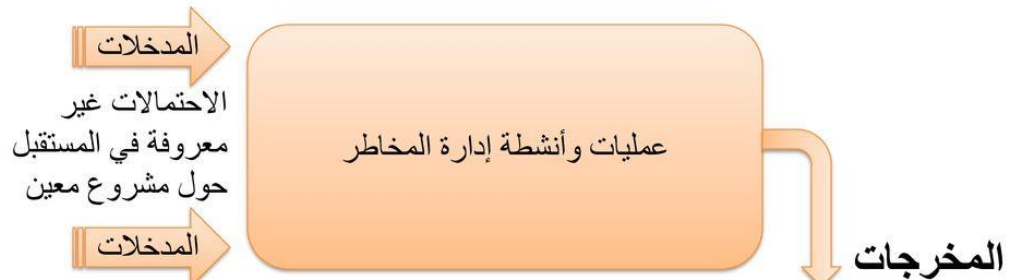 المدخلات
الاحتمالات غير
معروفة في المستقبل
حول مشروع معين
المدخلات
عمليات وأنشطة إدارة المخاطر
المخرجات